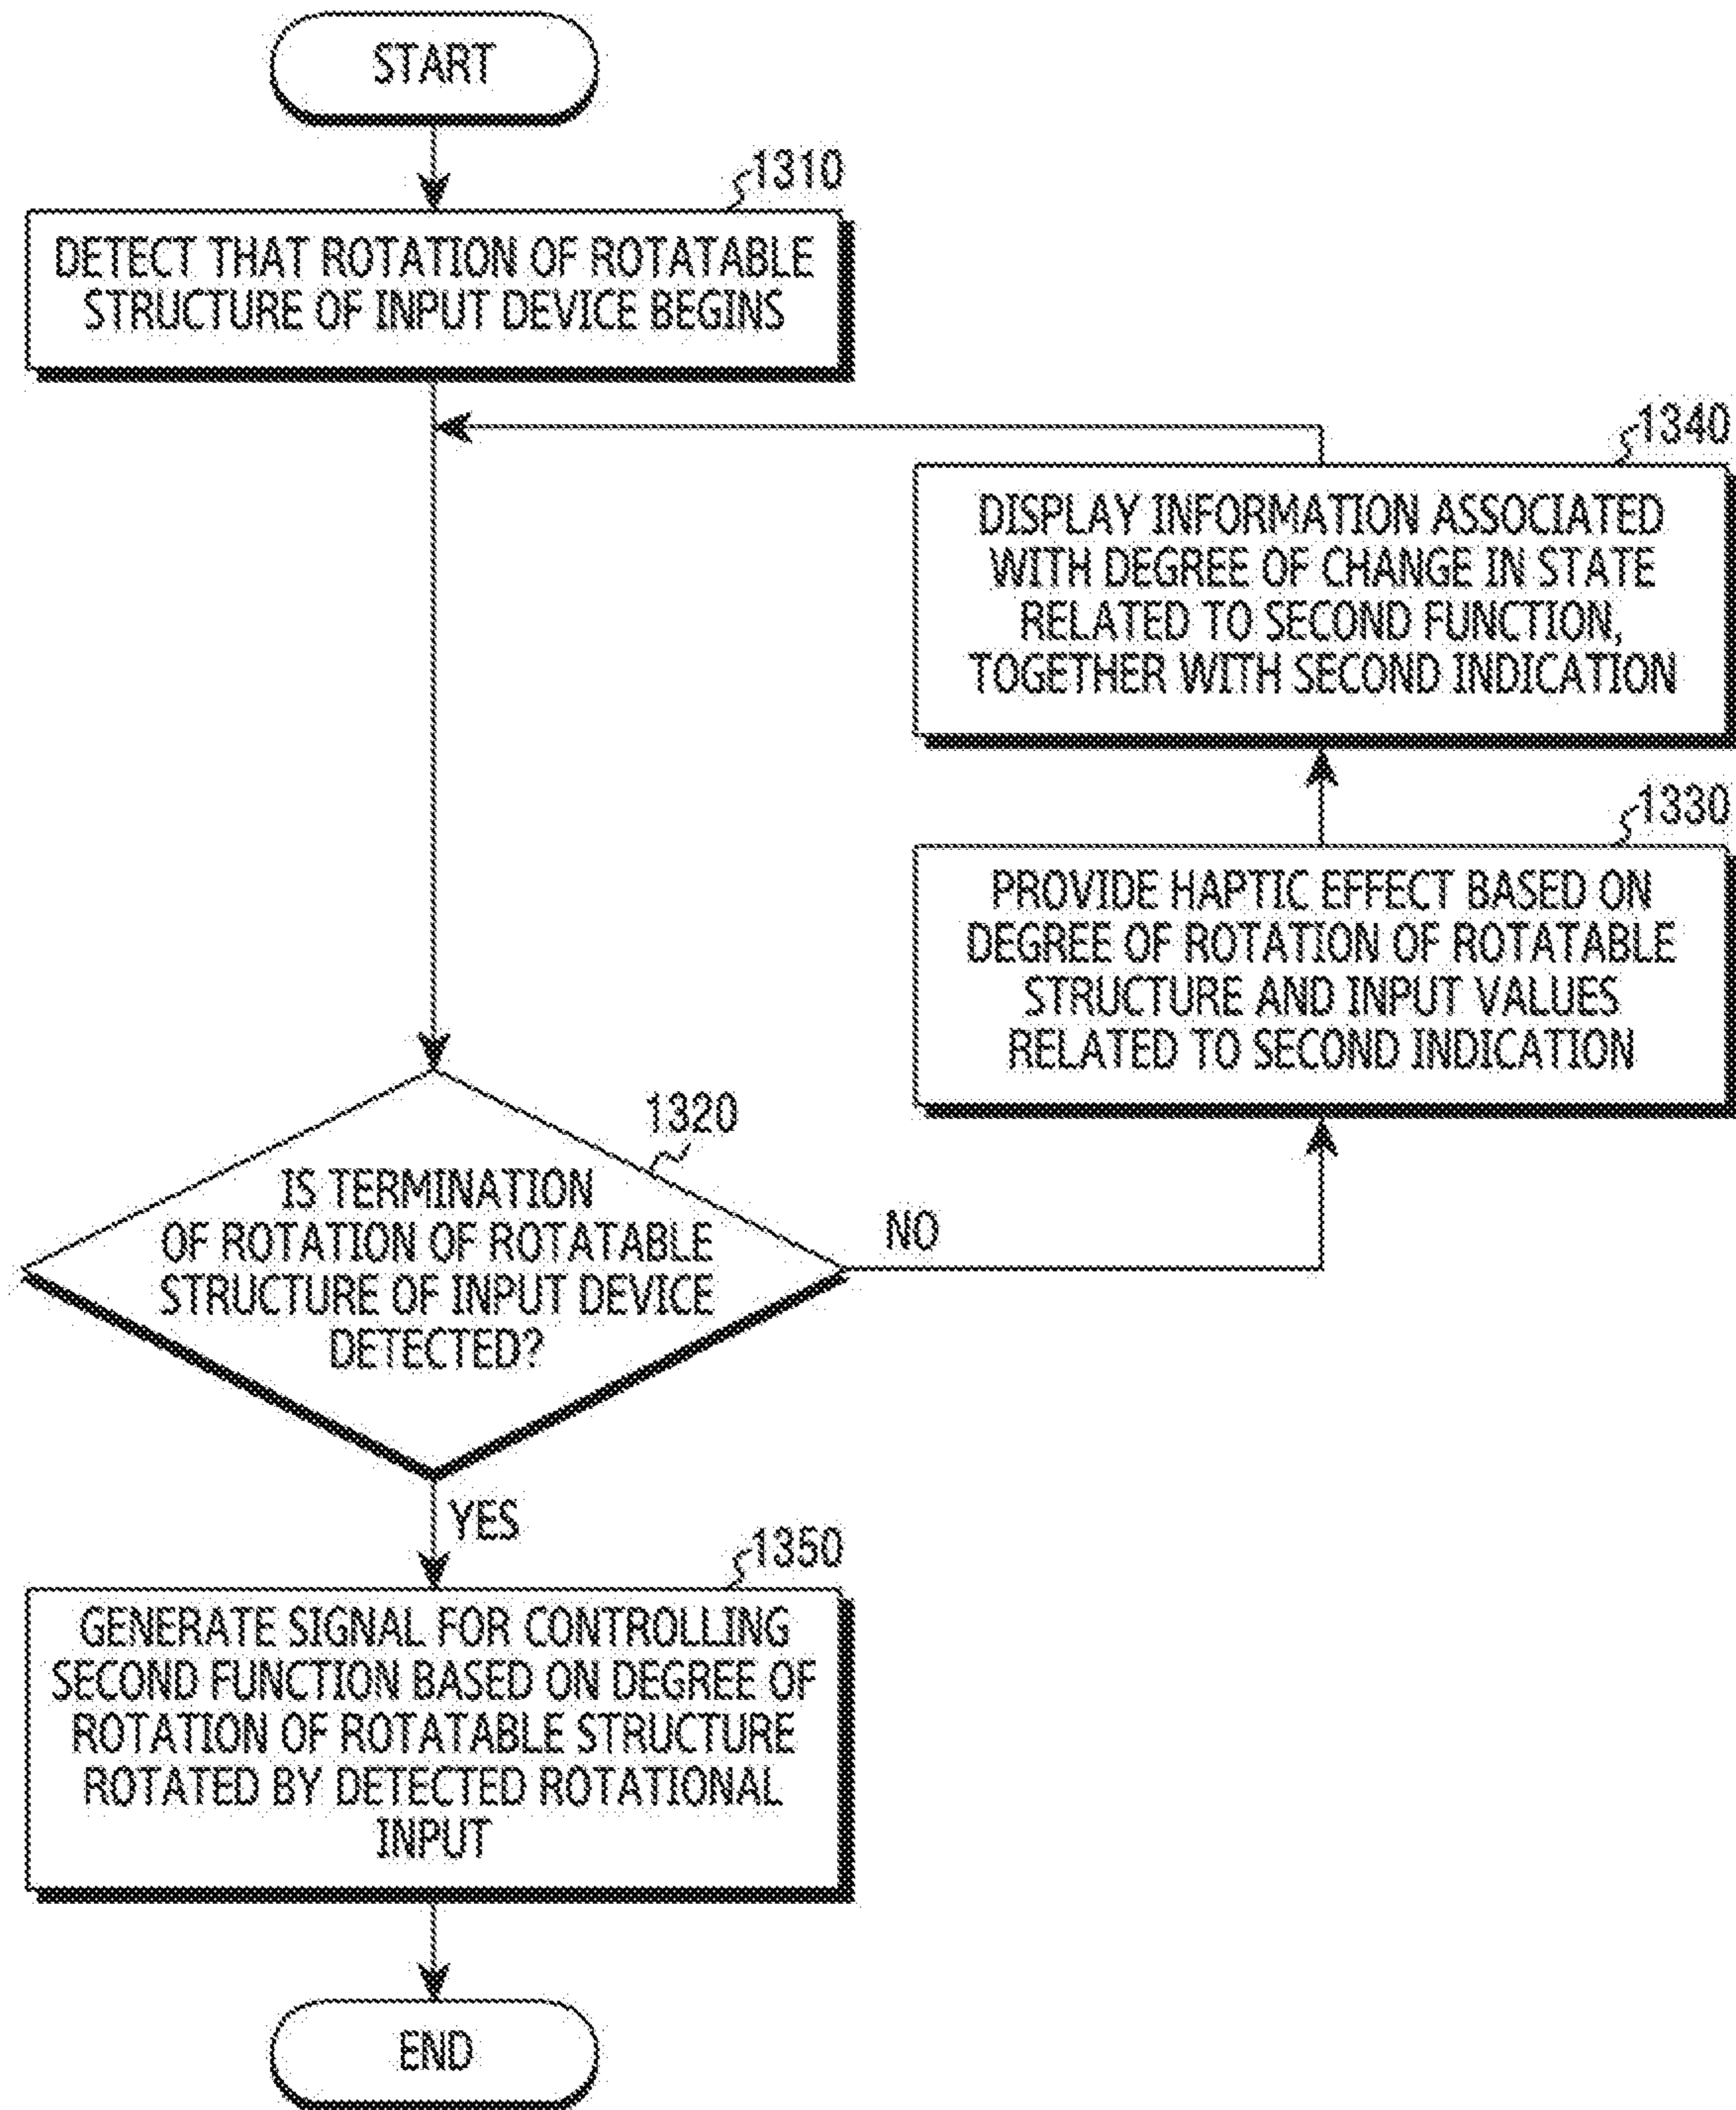 START
1310
DETECT THAT ROTATION OF ROTATABLE
STRUCTURE OF INPUT DEVICE BEGINS
1340
DISPLAY INFORMATION ASSOCIATED
WITH DEGREE OF CHANGE IN STATE
RELATED TO SECOND FUNCTION,
TOGETHER WITH SECOND INDICATION
1330
PROVIDE HAPTIC EFFECT BASED ON
DEGREE OF ROTATION OF ROTATABLE
STRUCTURE AND INPUT VALUES
RELATED TO SECOND INDICATION
1320
IS TERMINATION
OF ROTATION OF ROTATABLE
STRUCTURE OF INPUT DEVICE
DETECTED?
NO
YES
1350
GENERATE SIGNAL FOR CONTROLLING
SECOND FUNCTION BASED ON DEGREE OF
ROTATION OF ROTATABLE STRUCTURE
ROTATED BY DETECTED ROTATIONAL
INPUT
END